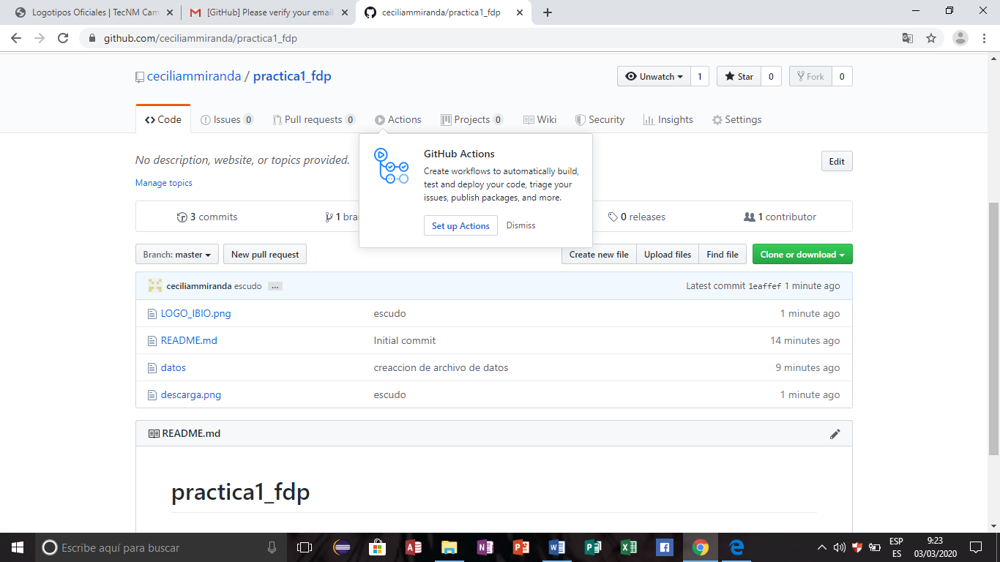 Logotipos Oficiales | TecNM Cam
[GitHub] Please verify your email
ceciliammiranda/practica1_fdp
github.com/ceciliammiranda/practica1_fdp
ceciliammiranda / practica1_fdp
Unwatch 1
Star 0
Fork 0
Code
Issues 0
Pull requests 0
Actions
Projects 0
Wiki
Security
Insights
Settings
No description, website, or topics provided.
Edit
Manage topics
GitHub Actions
Create workflows to automatically build,
test and deploy your code, triage your
issues, publish packages, and more.
Set up Actions
Dismiss
3 commits
1 bra
0 releases
1 contributor
Branch: master
New pull request
Create new file
Upload files
Find file
Clone or download
ceciliammiranda escudo ...
Latest commit 1eaffef 1 minute ago
LOGO_IBIO.png escudo 1 minute ago
README.md Initial commit 14 minutes ago
datos creaccion de archivo de datos 9 minutes ago
descarga.png escudo 1 minute ago
README.md
practica1_fdp
Escribe aquí para buscar
ESP
ES
9:23
03/03/2020